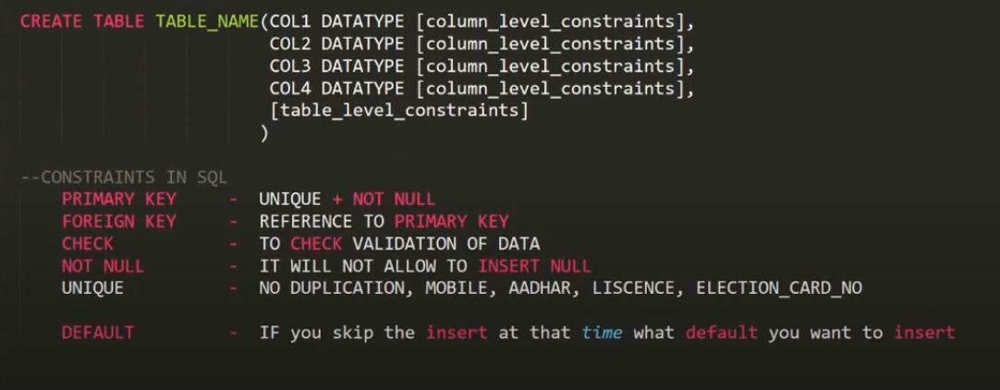 CREATE TABLE TABLE_NAME(COL1 DATATYPE [column_level_constraints],
COL2 DATATYPE [column_level_constraints],
COL3 DATATYPE [column_level_constraints],
COL4 DATATYPE [column_level_constraints],
[table_level_constraints]
)
--CONSTRAINTS IN SQL
PRIMARY KEY - UNIQUE + NOT NULL
FOREIGN KEY - REFERENCE TO PRIMARY KEY
CHECK - TO CHECK VALIDATION OF DATA
NOT NULL - IT WILL NOT ALLOW TO INSERT NULL
UNIQUE - NO DUPLICATION, MOBILE, AADHAR, LISCENCE, ELECTION_CARD_NO
DEFAULT - IF you skip the insert at that time what default you want to insert